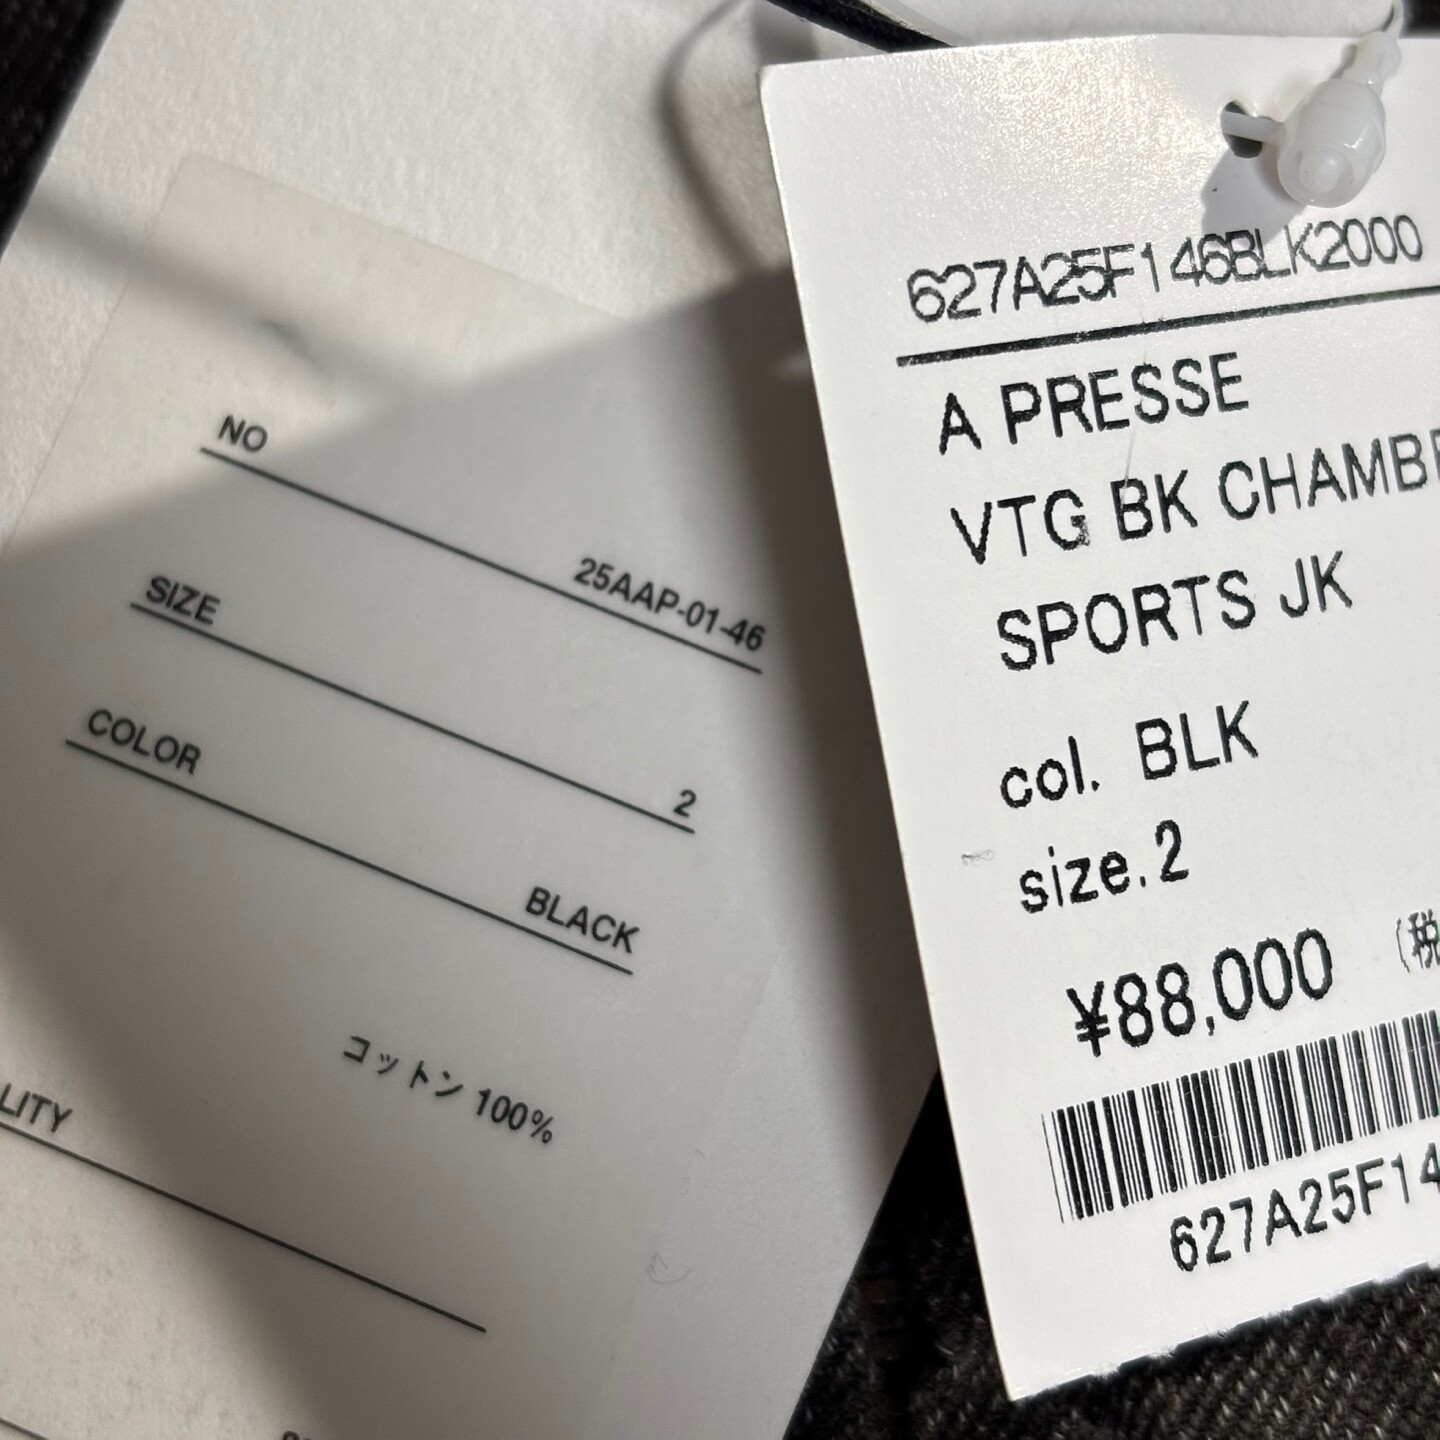 NO
25AAP-01-46
SIZE
2
COLOR
BLACK
コットン 100%
LITY
627A25F146BLK2000
A PRESSE
VTG BK CHAMB
SPORTS JK
col. BLK
size.2
¥88,000 (税
627A25F14